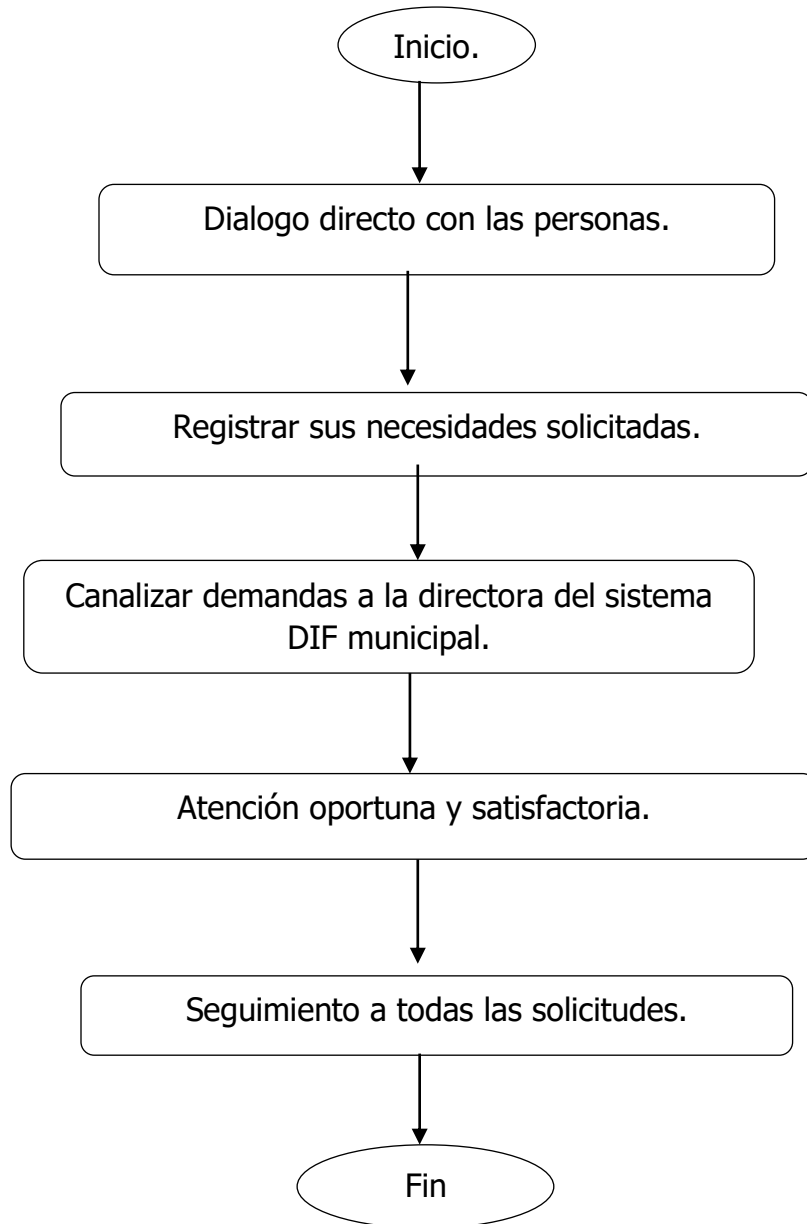 Inicio.
Dialogo directo con las personas.
Registrar sus necesidades solicitadas.
Canalizar demandas a la directora del sistema
DIF municipal.
Atención oportuna y satisfactoria.
Seguimiento a todas las solicitudes.
Fin